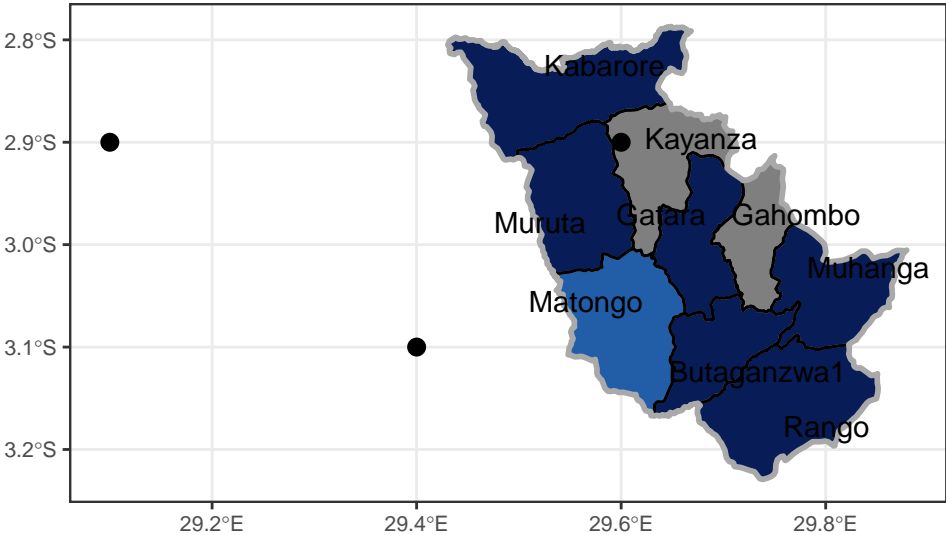 2.8°S
Kabarore
2.9°S
Kayanza
Muruta
Gatara
Gahombo
3.0°S
Muhanga
Matongo
3.1°S
Butaganzwa1
Rango
3.2°S
29.2°E
29.4°E
29.6°E
29.8°E